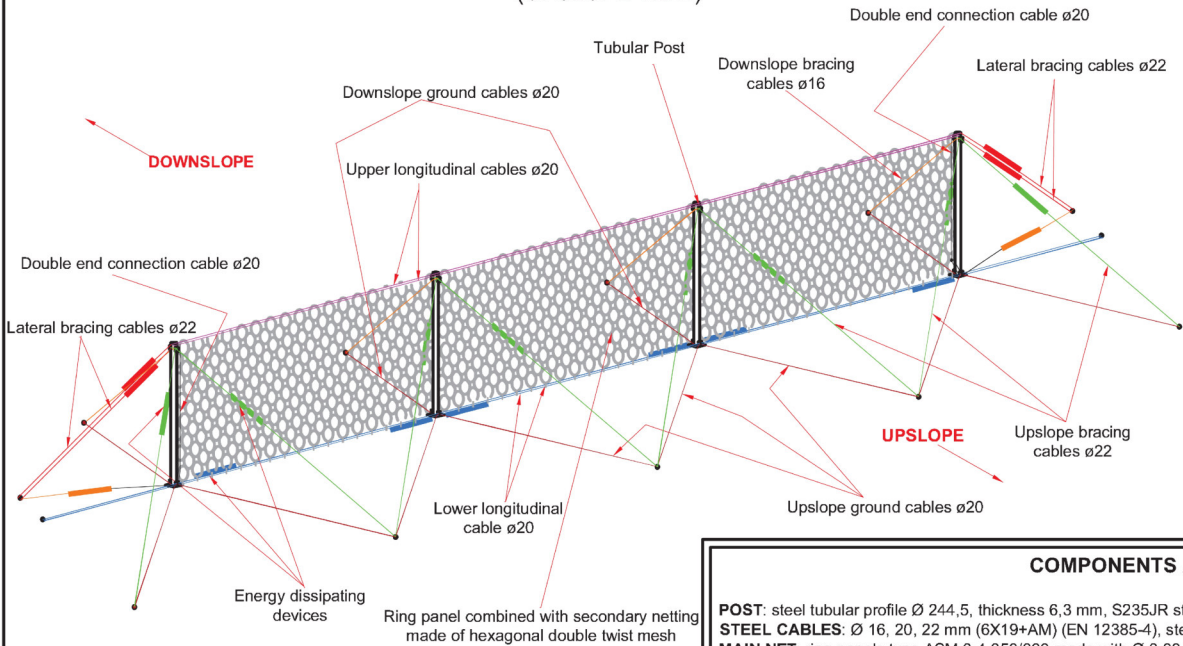 Double end connection cable ø20
Tubular Post
Downslope bracing
cables ø16
Lateral bracing cables ø22
Downslope ground cables ø20
DOWNSLOPE
Upper longitudinal cables ø20
Double end connection cable ø20
Lateral bracing cables ø22
UPSLOPE
Upslope bracing
cables ø22
Lower longitudinal
cable ø20
Upslope ground cables ø20
Energy dissipating
devices
Ring panel combined with secondary netting
made of hexagonal double twist mesh
COMPONENTS
POST: steel tubular profile Ø 244,5, thickness 6,3 mm, S235JR
STEEL CABLES: Ø 16, 20, 22 mm (6X19+AM) (EN 12385-4),